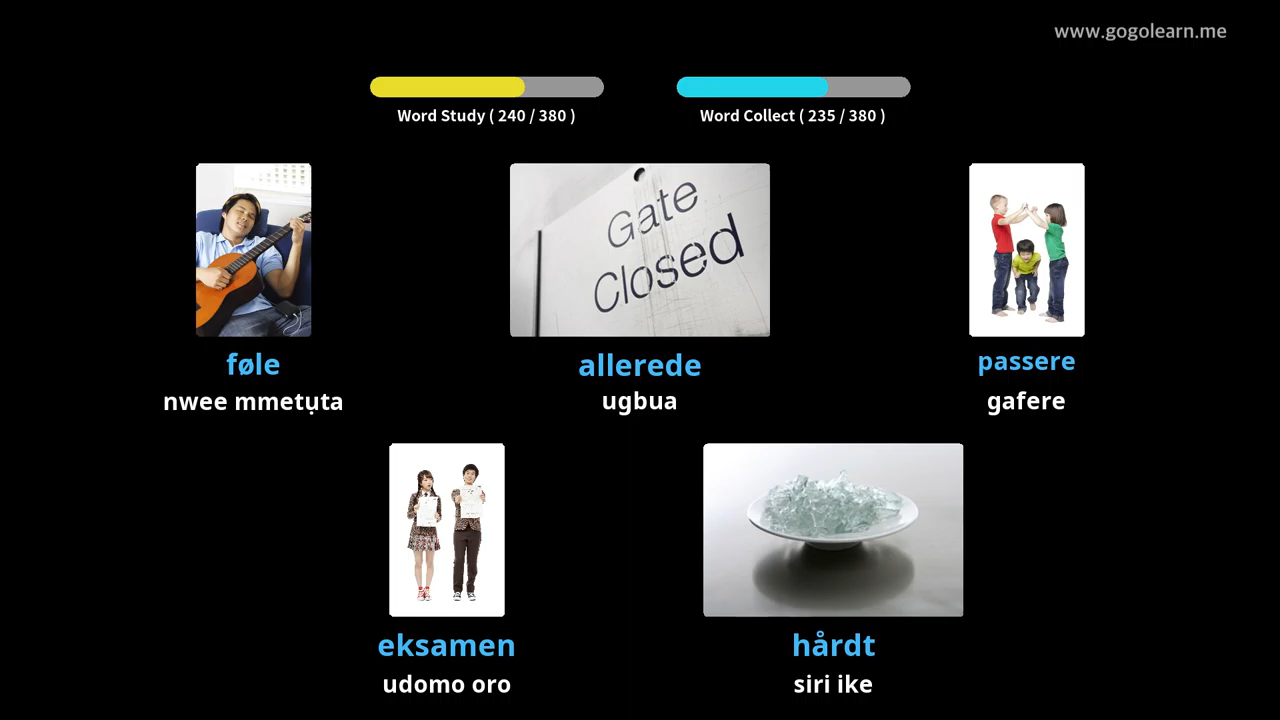 www.gogolearn.me
Word Study ( 240 / 380 )
Word Collect ( 235 / 380 )
Gate
Closed
føle
nwee mmetụta
allerede
ugbua
passere
gafere
eksamen
udomo oro
hårdt
siri ike